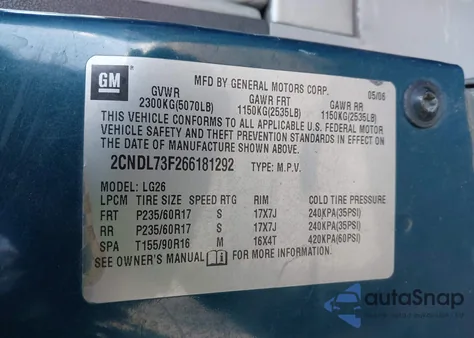 GM
MFD BY GENERAL MOTORS CORP. 05/06
GVWR GAWR FRT GAWR RR
2300KG(5070LB) 1150KG(2535LB) 1150KG(2535LB)
THIS VEHICLE CONFORMS TO ALL APPLICABLE U.S. FEDERAL MOTOR
VEHICLE SAFETY AND THEFT PREVENTION STANDARDS IN EFFECT ON
THE DATE OF MANUFACTURE SHOWN ABOVE.
2CNDL73F266181292 TYPE: M.P.V.
MODEL: LG26
LPCM TIRE SIZE SPEED RTG RIM COLD TIRE PRESSURE
FRT P235/60R17 S 17X7J 240KPA(35PSI)
RR P235/60R17 S 17X7J 240KPA(35PSI)
SPA T155/90R16 M 16X4T 420KPA(60PSI)
SEE OWNER'S MANUAL FOR MORE INFORMATION.
autoSnap